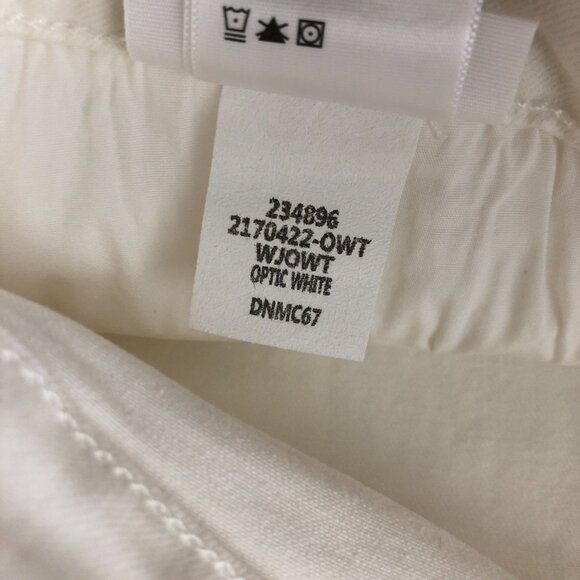 234896
2170422-OWT
WJOWT
OPTIC WHITE
DNMC67